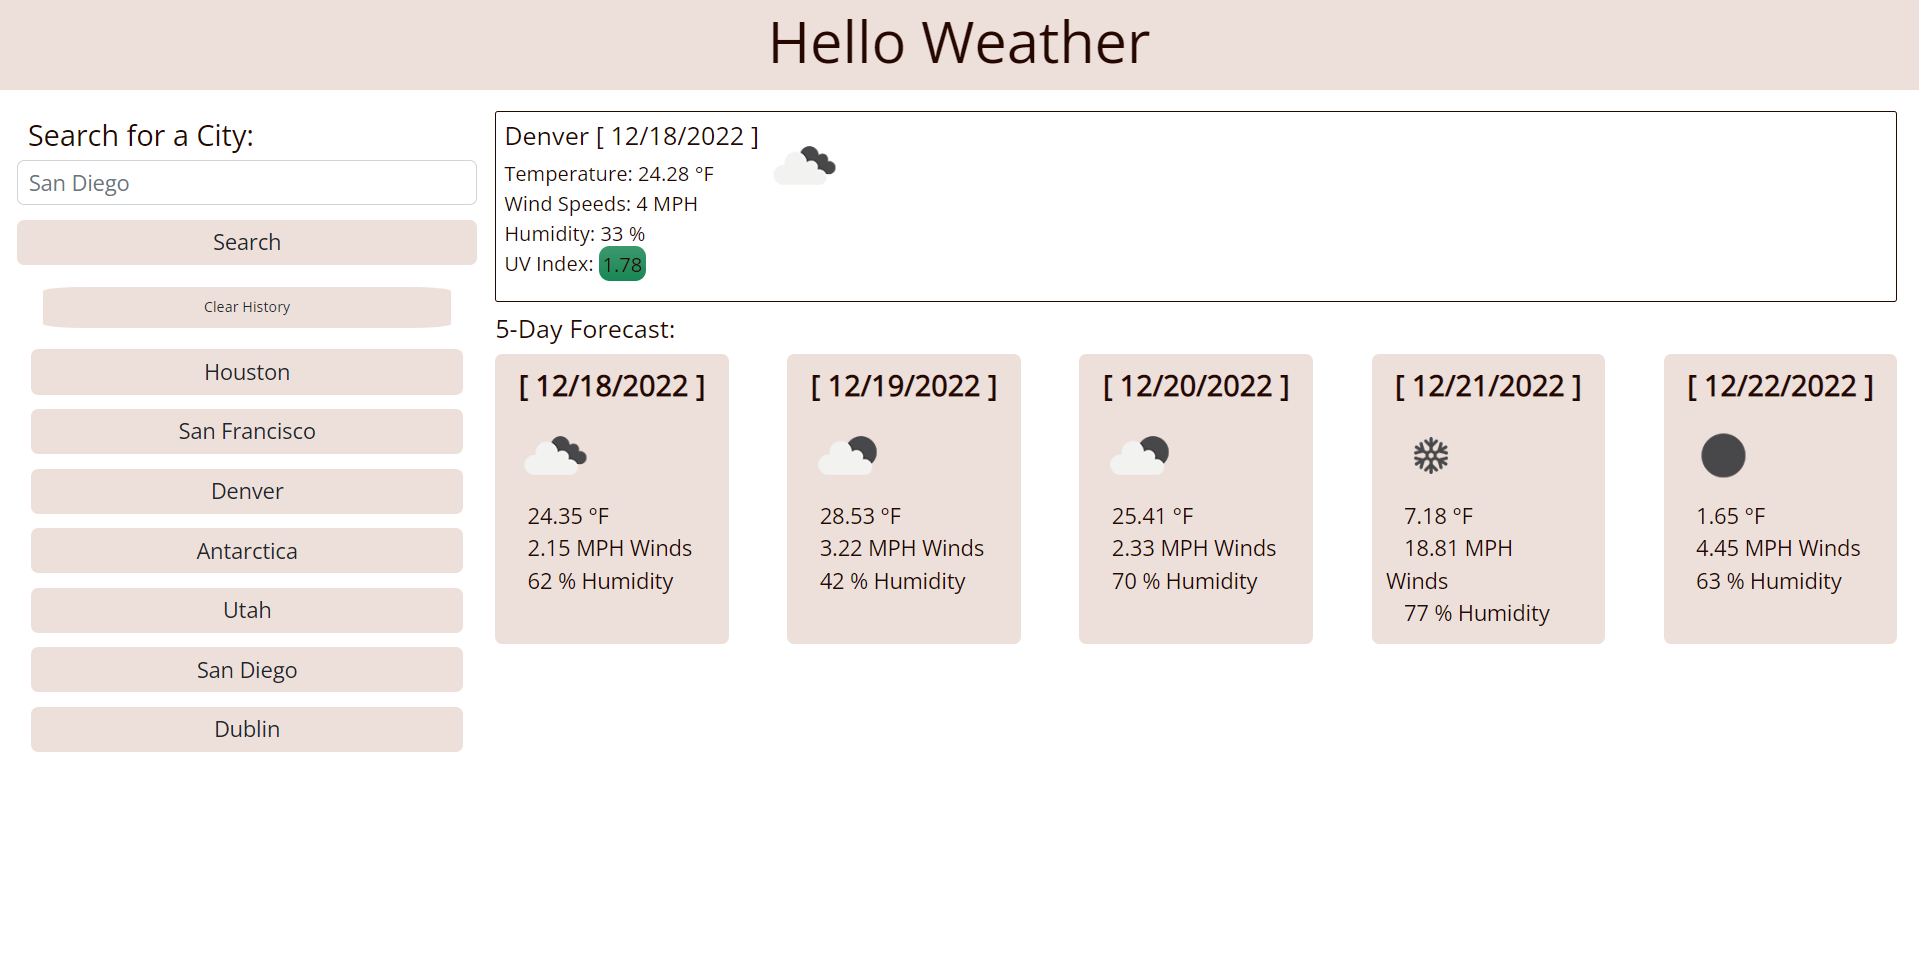 Hello Weather
Search for a City:
San Diego
Search
Clear History
Houston
San Francisco
Denver
Antarctica
Utah
San Diego
Dublin
Denver [ 12/18/2022 ]
Temperature: 24.28 °F
Wind Speeds: 4 MPH
Humidity: 33 %
UV Index: 1.78
5-Day Forecast:
[ 12/18/2022 ]
24.35 °F
2.15 MPH Winds
62 % Humidity
[ 12/19/2022 ]
28.53 °F
3.22 MPH Winds
42 % Humidity
[ 12/20/2022 ]
25.41 °F
2.33 MPH Winds
70 % Humidity
[ 12/21/2022 ]
7.18 °F
18.81 MPH
Winds
77 % Humidity
[ 12/22/2022 ]
1.65 °F
4.45 MPH Winds
63 % Humidity